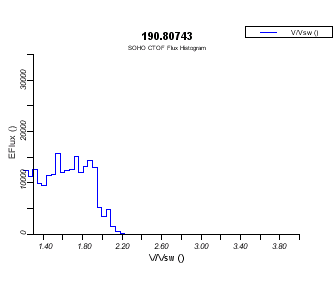 190.80743
SOHO CTOF Flux Histogram
V/Vsw ()
EFlux ()
30000
20000
10000
0
1.40 1.80 2.20 2.60 3.00 3.40 3.80
V/Vsw ()